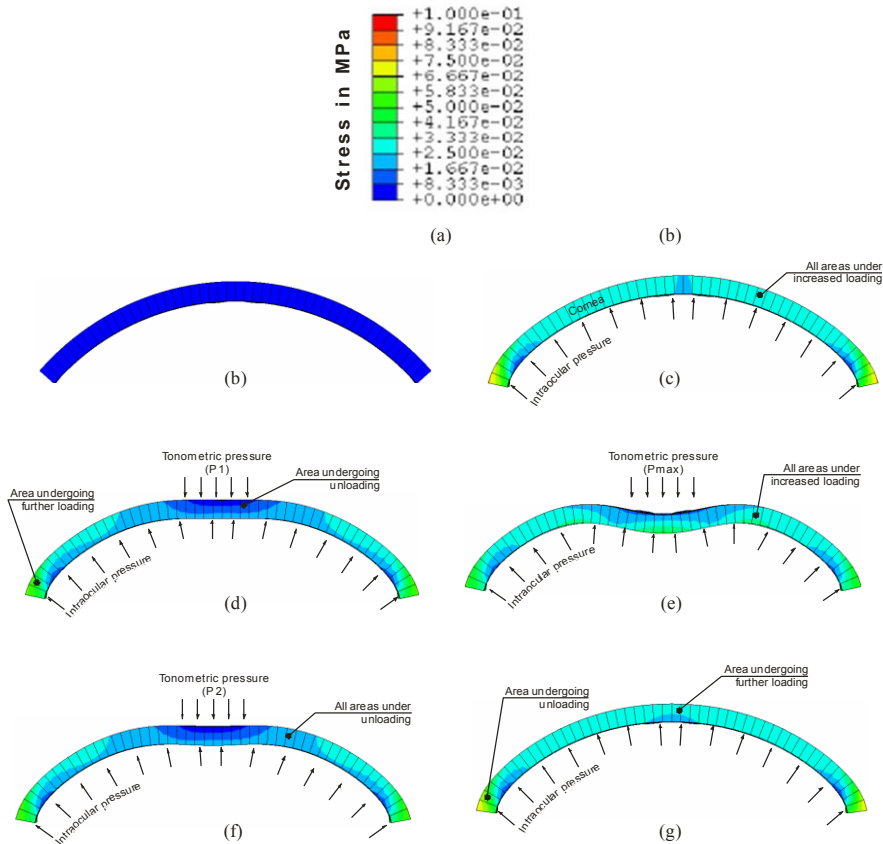 Stress in MPa
+1.000e-01
+9.167e-02
+8.333e-02
+7.500e-02
+6.667e-02
+5.833e-02
+5.000e-02
+4.167e-02
+3.333e-02
+2.500e-02
+1.667e-02
+8.333e-03
+0.000e+00
(a)
(b)
(b)
All areas under
increased loading
Cornea
Intraocular pressure
(c)
Tonometric pressure
(P1)
Area undergoing
unloading
Area undergoing
further loading
Intraocular pressure
(d)
Tonometric pressure
(Pmax)
All areas under
increased loading
Intraocular pressure
(e)
Tonometric pressure
(P2)
All areas under
unloading
Intraocular pressure
(f)
Area undergoing
unloading
Area undergoing
further loading
Intraocular pressure
(g)